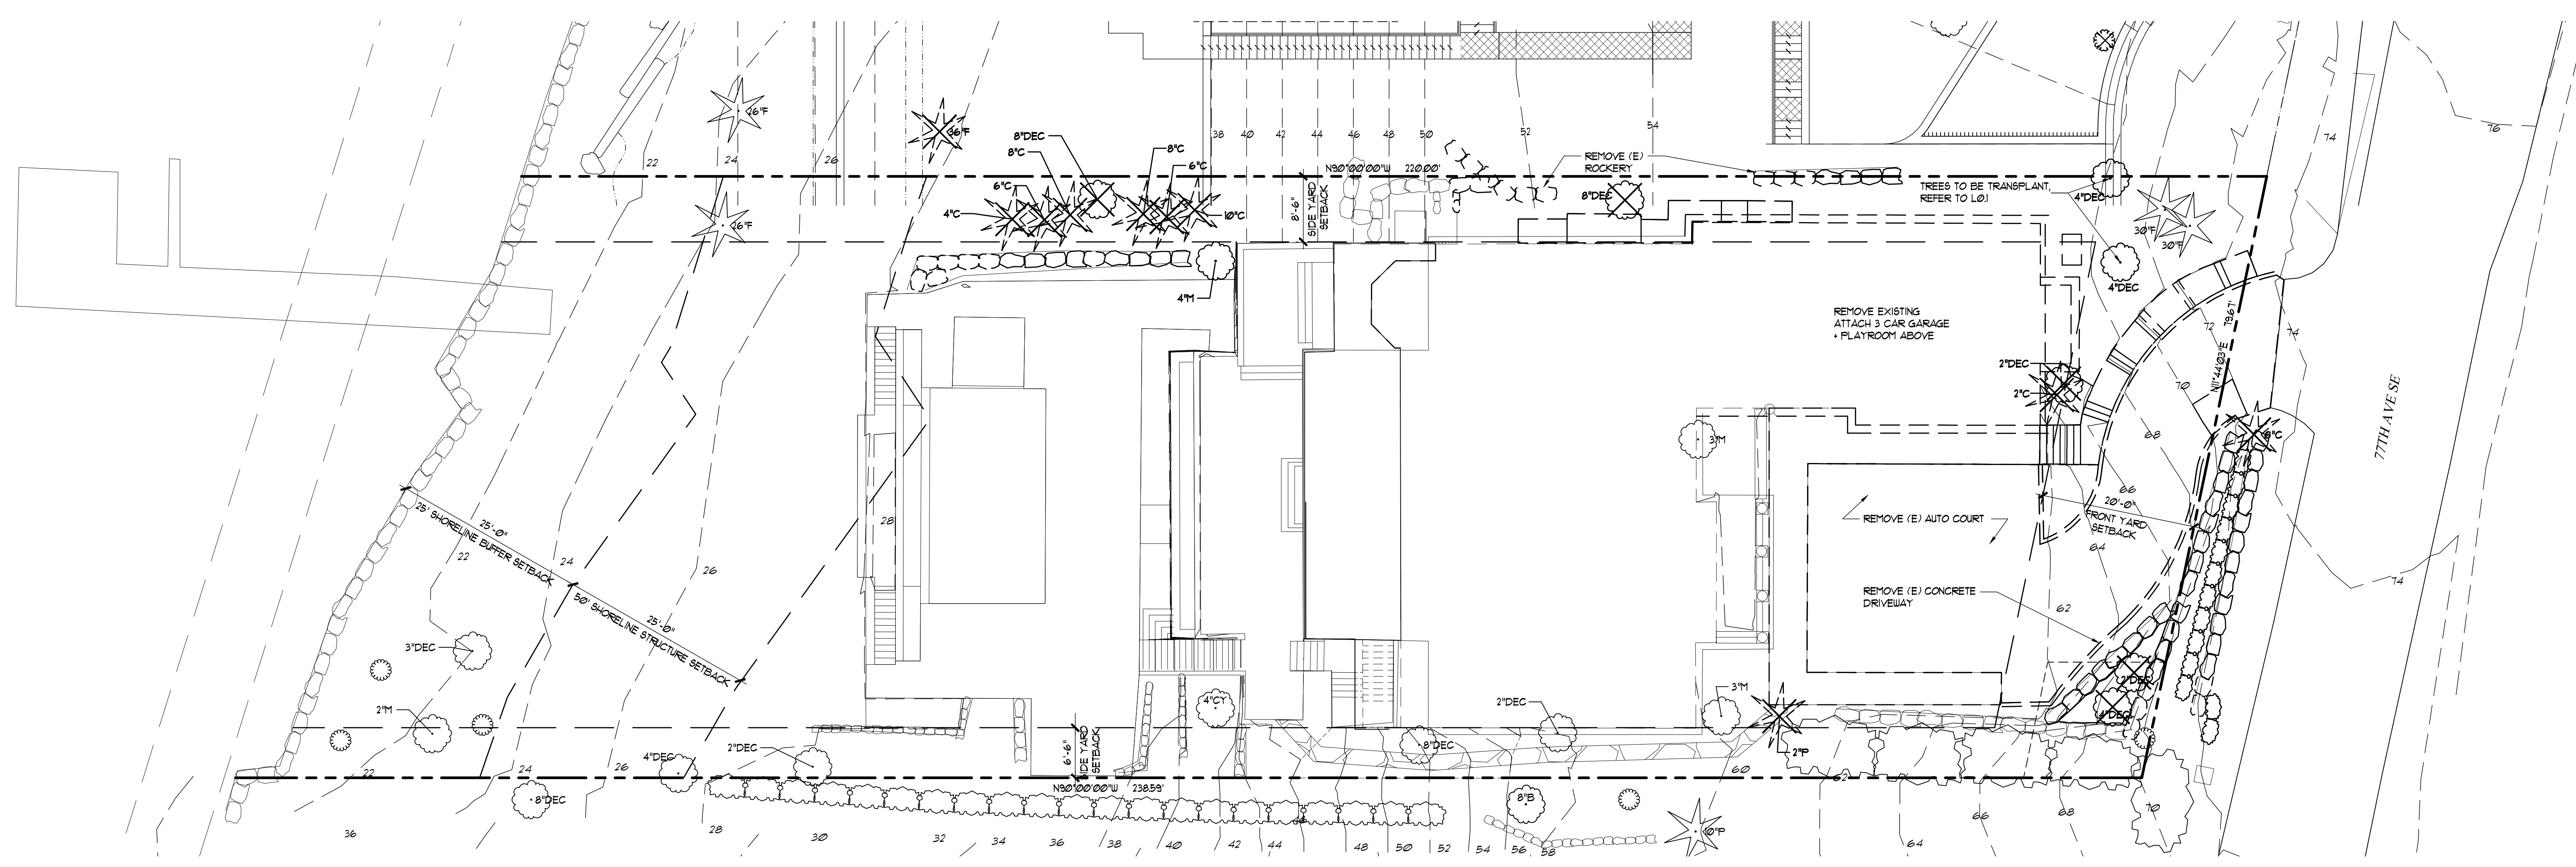 38 40 42 44 46 48 50 52 54
74
76
26"F
36"F
8"DEC
8"C
8"C
6"C
6"C
4"C
10"C
22
24
26
N90°00'00"W 220.00'
REMOVE (E)
ROCKERY
8'-6"
SIDE YARD
SETBACK
8"DEC
TREES TO BE TRANSPLANT,
REFER TO L0.1
4"DEC
30"F
30"F
26"F
4"M
4"DEC
REMOVE EXISTING
ATTACH 3 CAR GARAGE
+ PLAYROOM ABOVE
72
74
N11°44'03"E 79.67'
2"DEC
2"C
70
77TH AVE SE
3"M
68
8"C
66
20'-0"
FRONT YARD
SETBACK
64
25'-0"
25' SHORELINE BUFFER SETBACK
22
24
26
28
REMOVE (E) AUTO COURT
74
REMOVE (E) CONCRETE
DRIVEWAY
62
25'-0"
50' SHORELINE STRUCTURE SETBACK
3"DEC
2"M
2"DEC
4"DEC
4"CY
3"M
2"DEC
8"DEC
2"P
2"DEC
4"DEC
6'-6"
SIDE YARD
SETBACK
22
24
26
60
62
N90°00'00"W 238.59'
8"DEC
8"B
10"P
70
36
28
30
32
34
36
38
40
42
44
48
50
52
54
56
58
64
66
68